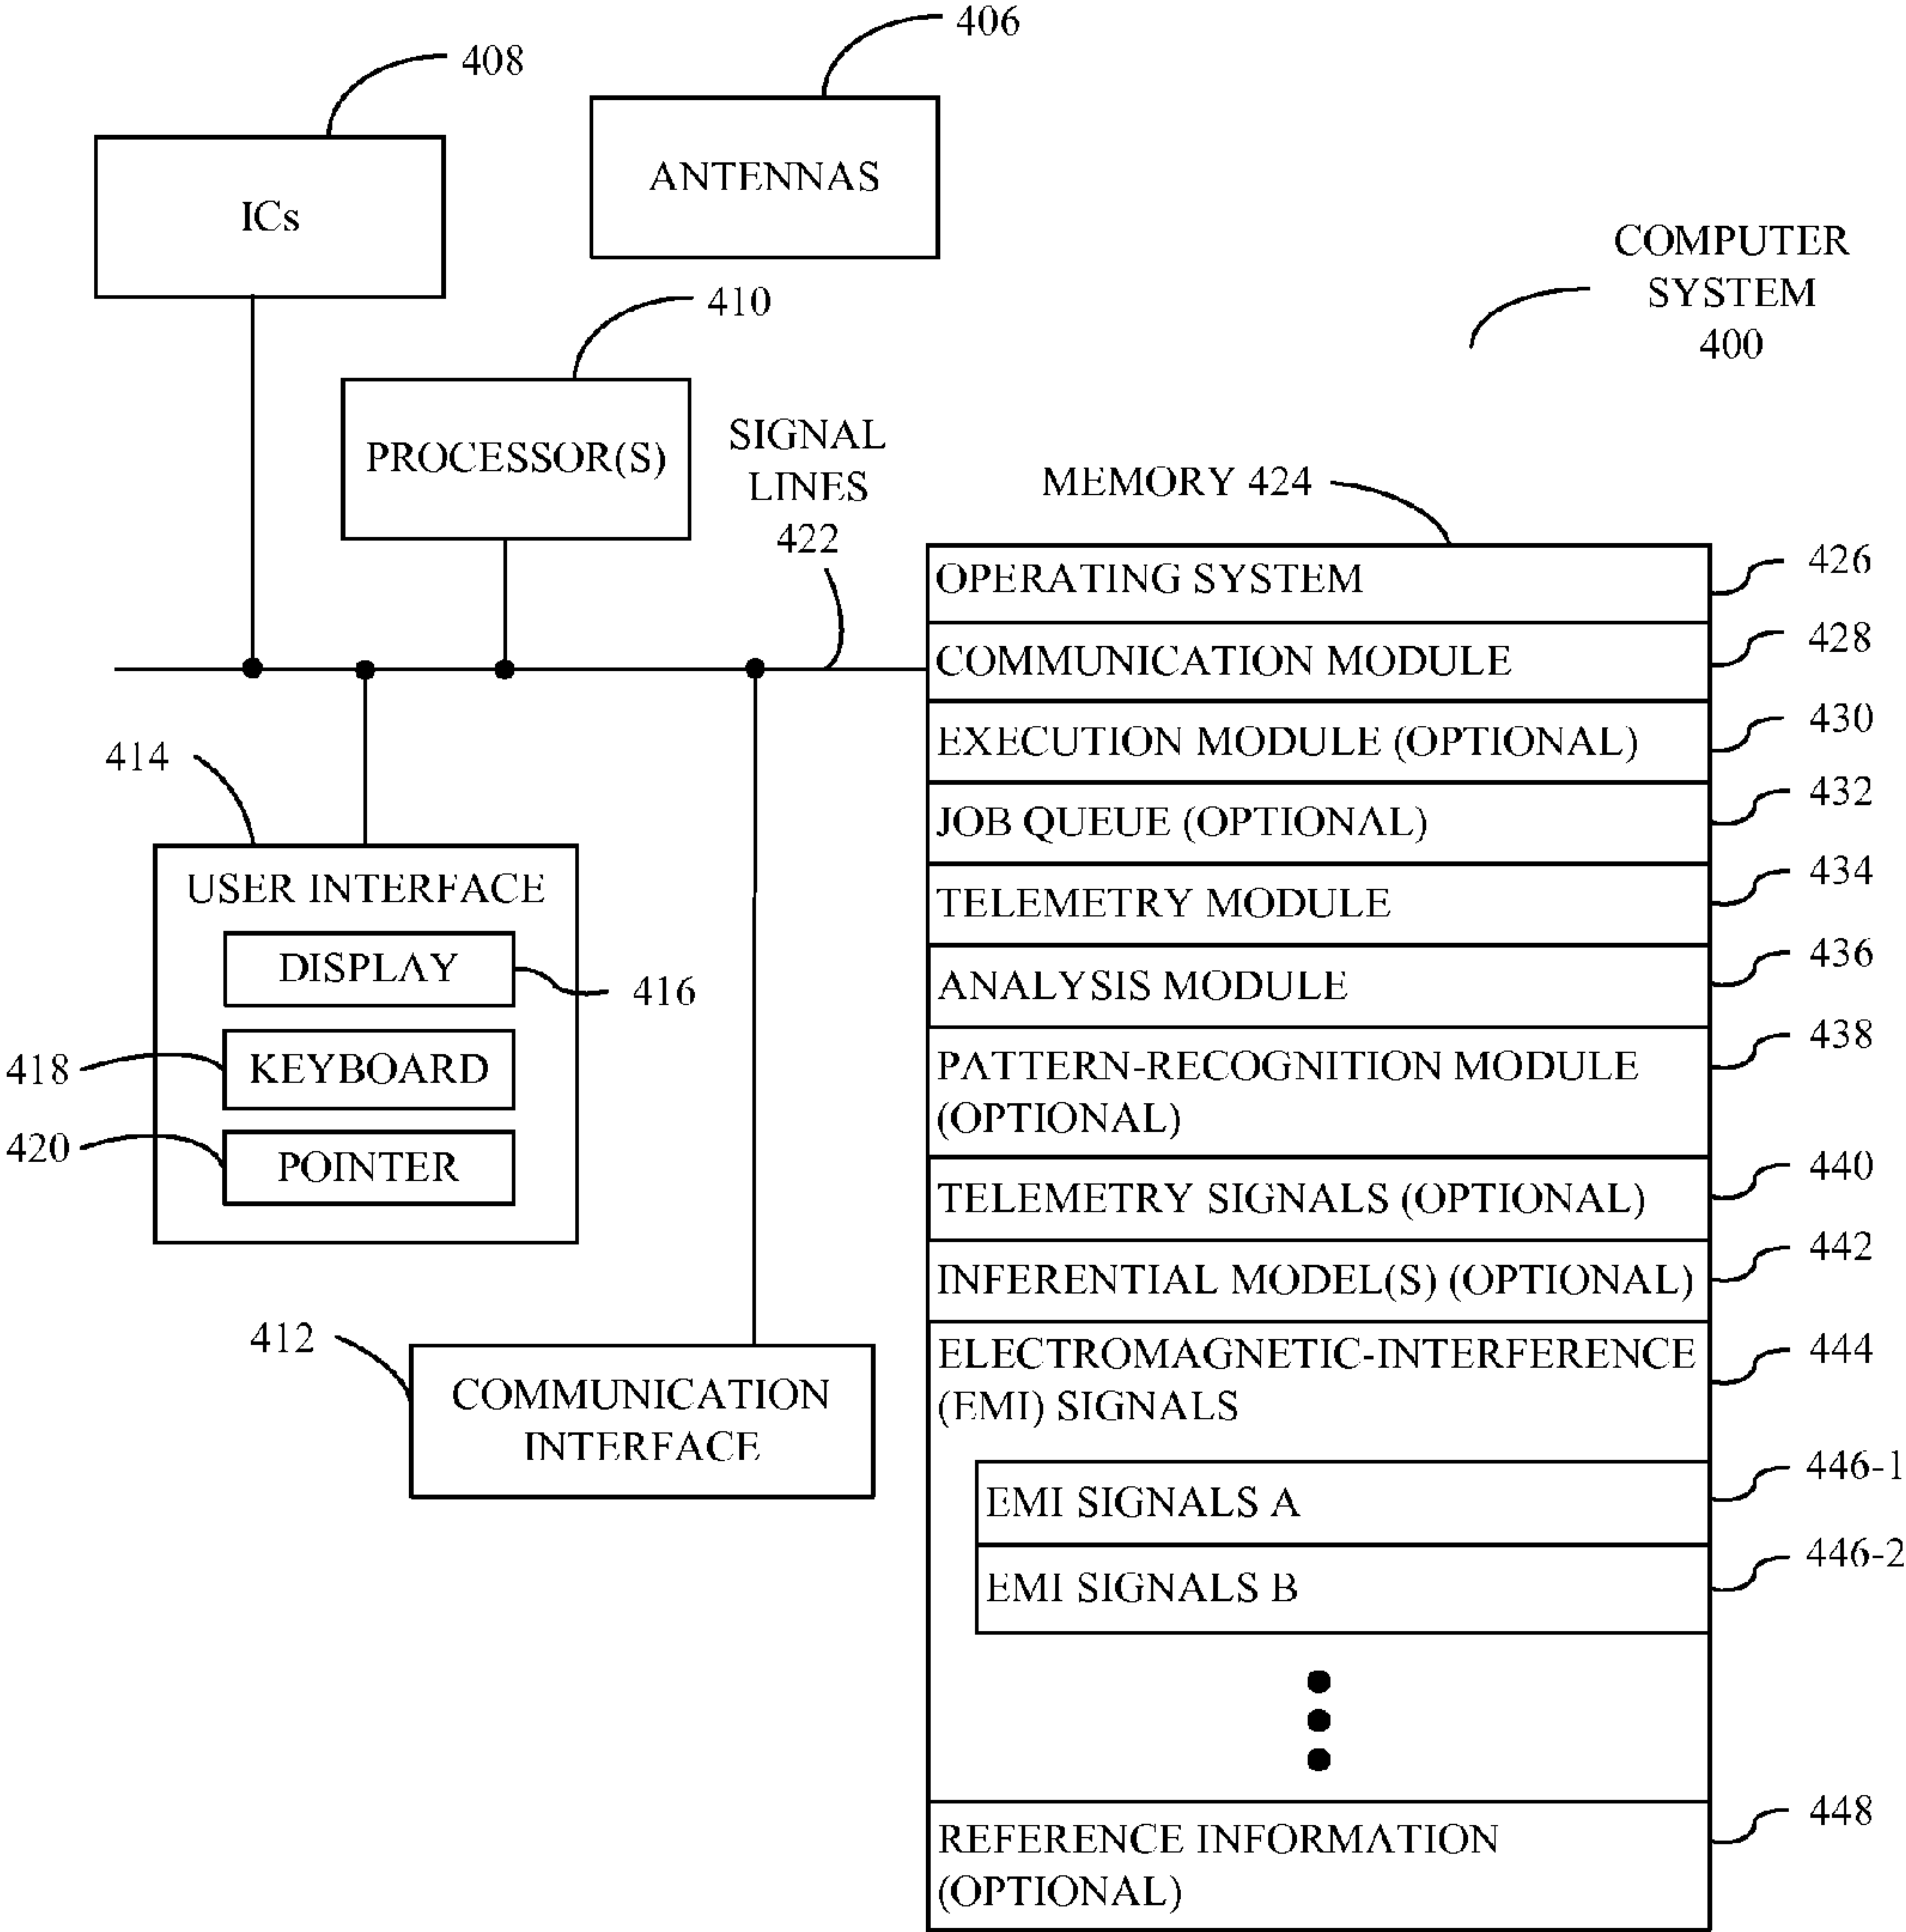 406
408
ANTENNAS
ICs
COMPUTER
SYSTEM
400
410
PROCESSOR(S)
SIGNAL
LINES
422
MEMORY 424
OPERATING SYSTEM
426
COMMUNICATION MODULE
428
EXECUTION MODULE (OPTIONAL)
430
JOB QUEUE (OPTIONAL)
432
TELEMETRY MODULE
434
ANALYSIS MODULE
436
PATTERN-RECOGNITION MODULE
(OPTIONAL)
438
TELEMETRY SIGNALS (OPTIONAL)
440
INFERENTIAL MODEL(S) (OPTIONAL)
442
ELECTROMAGNETIC-INTERFERENCE
(EMI) SIGNALS
444
EMI SIGNALS A
446-1
EMI SIGNALS B
446-2
REFERENCE INFORMATION
(OPTIONAL)
448
414
USER INTERFACE
DISPLAY
416
418
KEYBOARD
420
POINTER
412
COMMUNICATION
INTERFACE